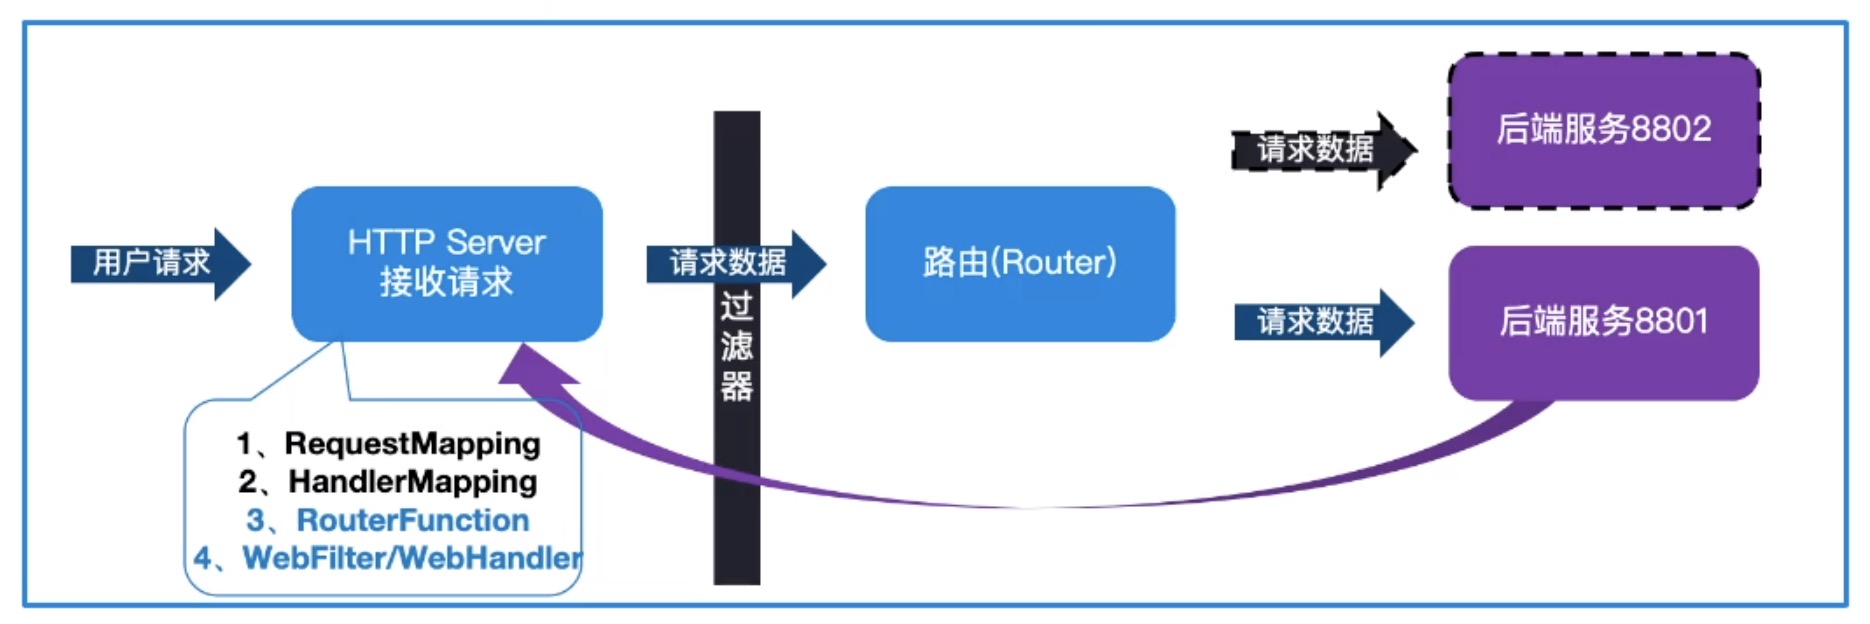 用户请求
HTTP Server
接收请求
请求数据
过
滤
器
路由(Router)
请求数据
后端服务8802
请求数据
后端服务8801
1、RequestMapping
2、HandlerMapping
3、RouterFunction
4、WebFilter/WebHandler